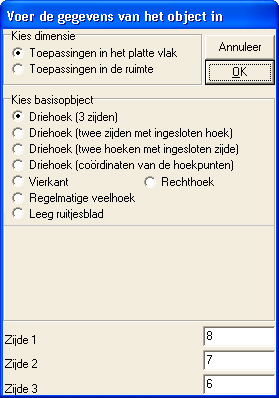 Voer de gegevens van het object in
Kies dimensie
Toepassingen in het platte vlak
Toepassingen in de ruimte
Annuleer
OK
Kies basisobject
Driehoek (3 zijden)
Driehoek (twee zijden met ingesloten hoek)
Driehoek (twee hoeken met ingesloten zijde)
Driehoek (coördinaten van de hoekpunten)
Vierkant Rechthoek
Regelmatige veelhoek
Leeg ruitjesblad
Zijde 1 8
Zijde 2 7
Zijde 3 6